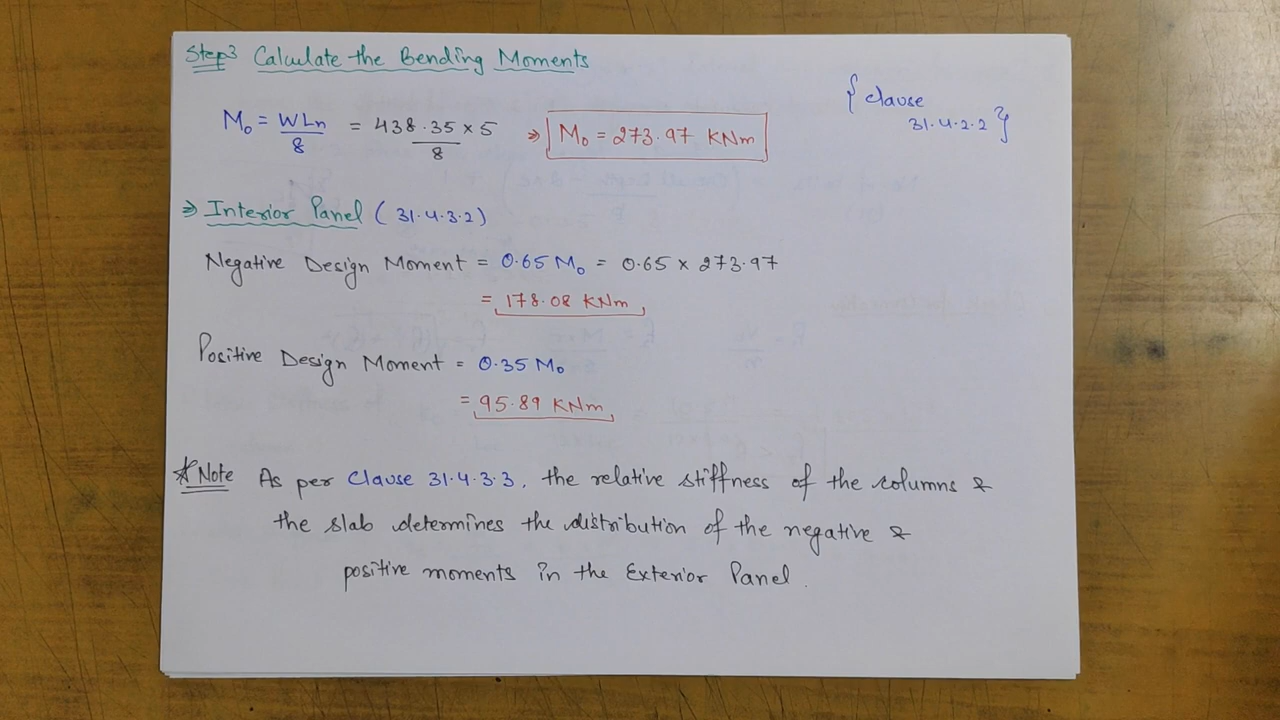 Step3 Calculate the Bending Moments
{ clause
31.4.2.2 }
M₀ = WLn/8 = 438.35 × 5/8 ⇒ M₀ = 273.97 KNm
⇒ Interior Panel (31.4.3.2)
Negative Design Moment = 0.65 M₀ = 0.65 × 273.97
= 178.08 KNm
Positive Design Moment = 0.35 M₀
= 95.89 KNm
*Note As per Clause 31.4.3.3, the relative stiffness of the columns &
the slab determines the distribution of the negative &
positive moments in the Exterior Panel.